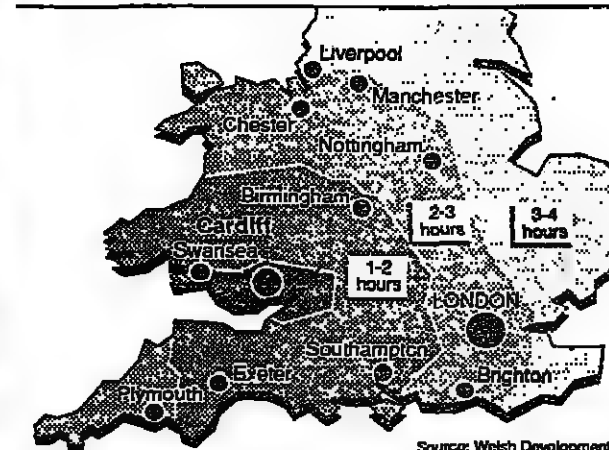 Liverpool
Manchester
Chester
Nottingham
Birmingham
2-3
hours
3-4
hours
Cardiff
Swansea
1-2
hours
LONDON
Southampton
Exeter
Brighton
Plymouth
Source: Welsh Development